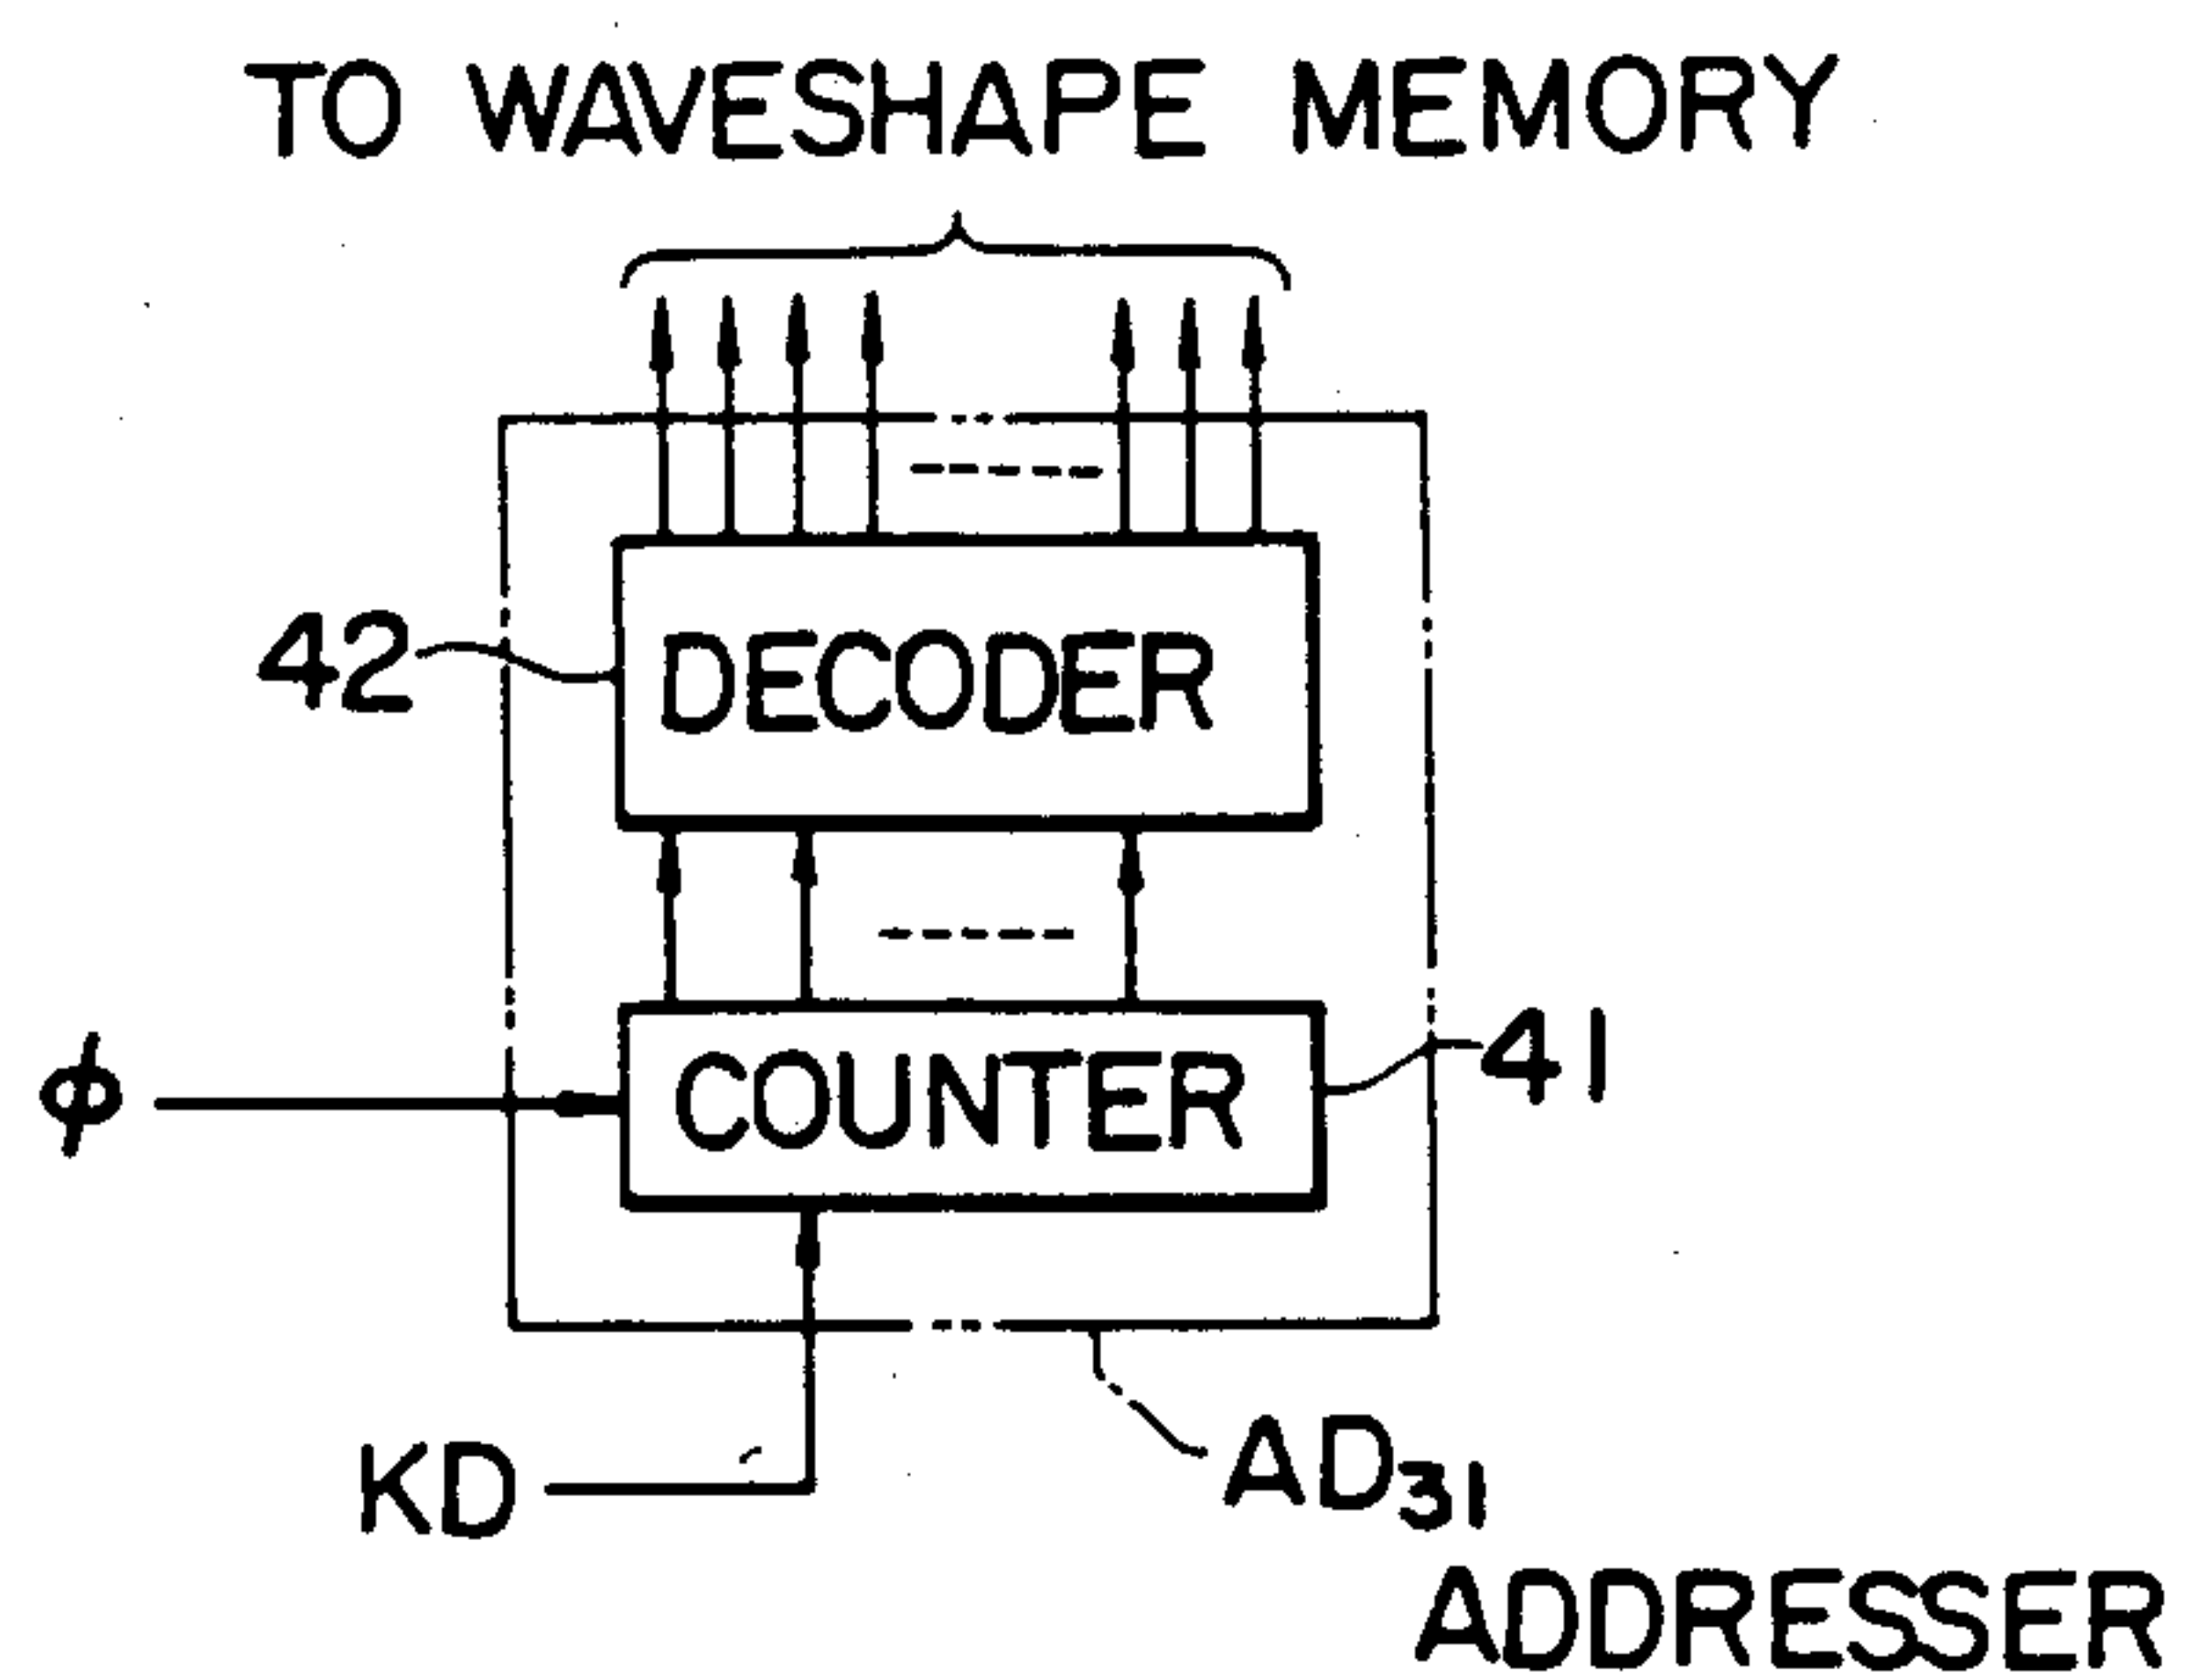 TO WAVESHAPE MEMORY
42
DECODER
COUNTER
41
ϕ
KD
AD₃₁
ADDRESSER